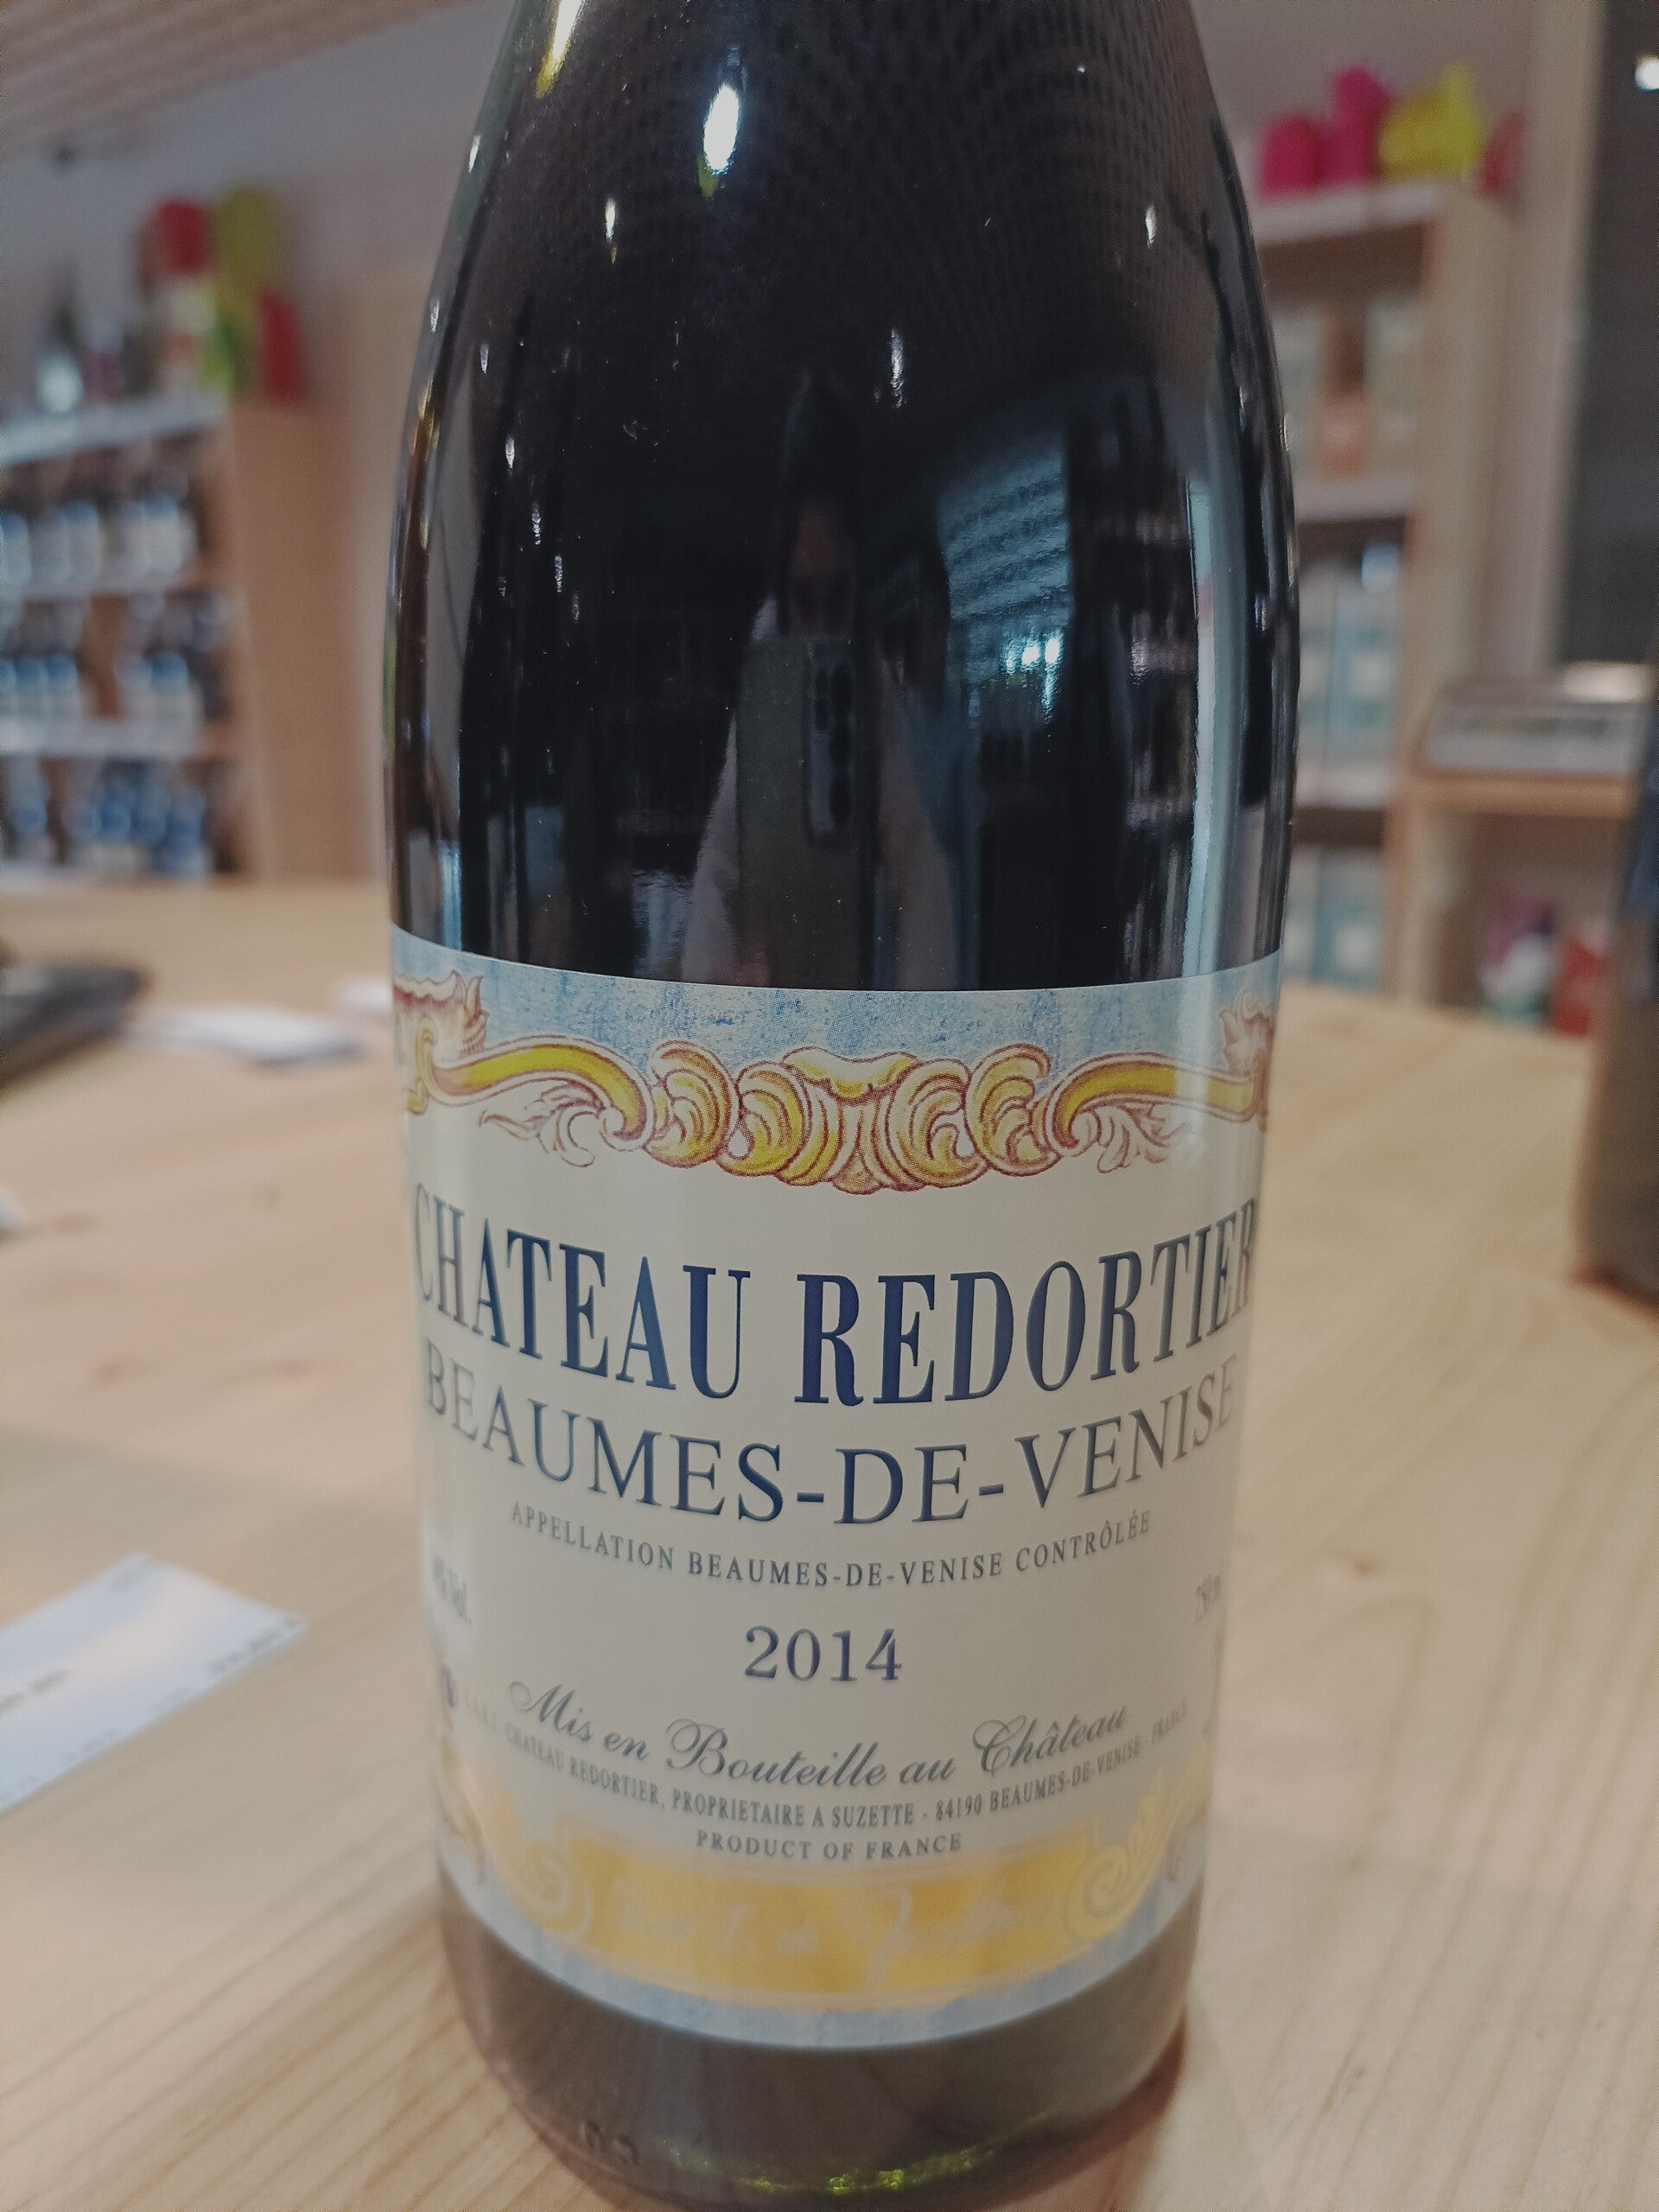 CHATEAU REDORTIER
BEAUMES-DE-VENISE
APPELLATION BEAUMES-DE-VENISE CONTRÔLÉE
2014
Mis en Bouteille au Château
CHATEAU REDORTIER, PROPRIETAIRE A SUZETTE - 84190 BEAUMES-DE-VENISE - FRANCE
PRODUCT OF FRANCE